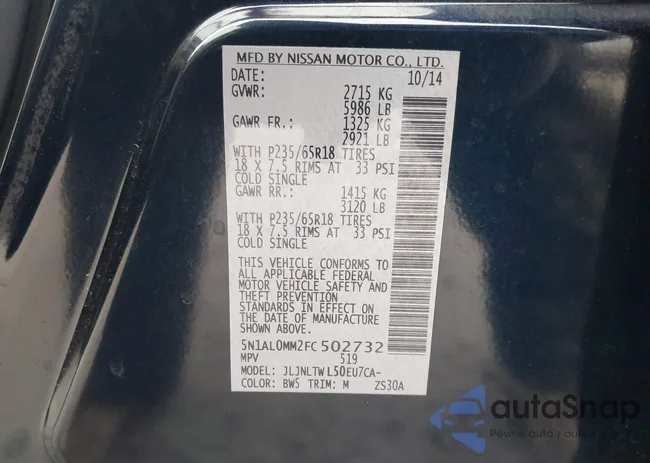 MFD BY NISSAN MOTOR CO., LTD.
DATE: 10/14
GVWR: 2715 KG
5986 LB
GAWR FR.: 1325 KG
2921 LB
WITH P235/65R18 TIRES
18 X 7.5 RIMS AT 33 PSI
COLD SINGLE
GAWR RR.: 1415 KG
3120 LB
WITH P235/65R18 TIRES
18 X 7.5 RIMS AT 33 PSI
COLD SINGLE
THIS VEHICLE CONFORMS TO
ALL APPLICABLE FEDERAL
MOTOR VEHICLE SAFETY AND
THEFT PREVENTION
STANDARDS IN EFFECT ON
THE DATE OF MANUFACTURE
SHOWN ABOVE.
5N1AL0MM2FC502732
MPV 519
MODEL: JLJNLTWL50EU7CA-
COLOR: BW5 TRIM: M ZS30A
autoSnap
Pewne auta z aukcji